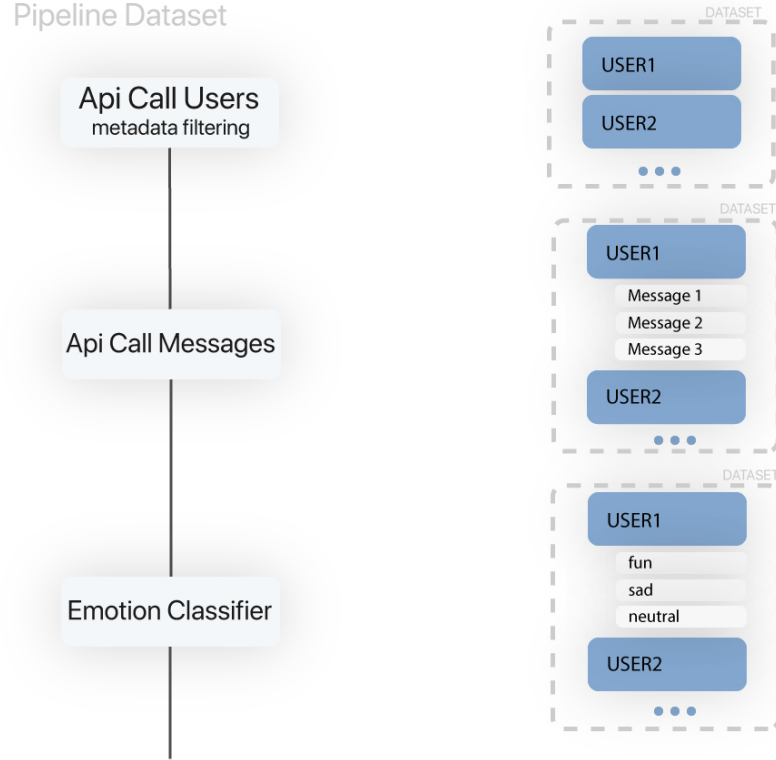 Pipeline Dataset
DATASET
Api Call Users
metadata filtering
USER1
USER2
DATASET
Api Call Messages
USER1
Message 1
Message 2
Message 3
USER2
DATASET
Emotion Classifier
USER1
fun
sad
neutral
USER2